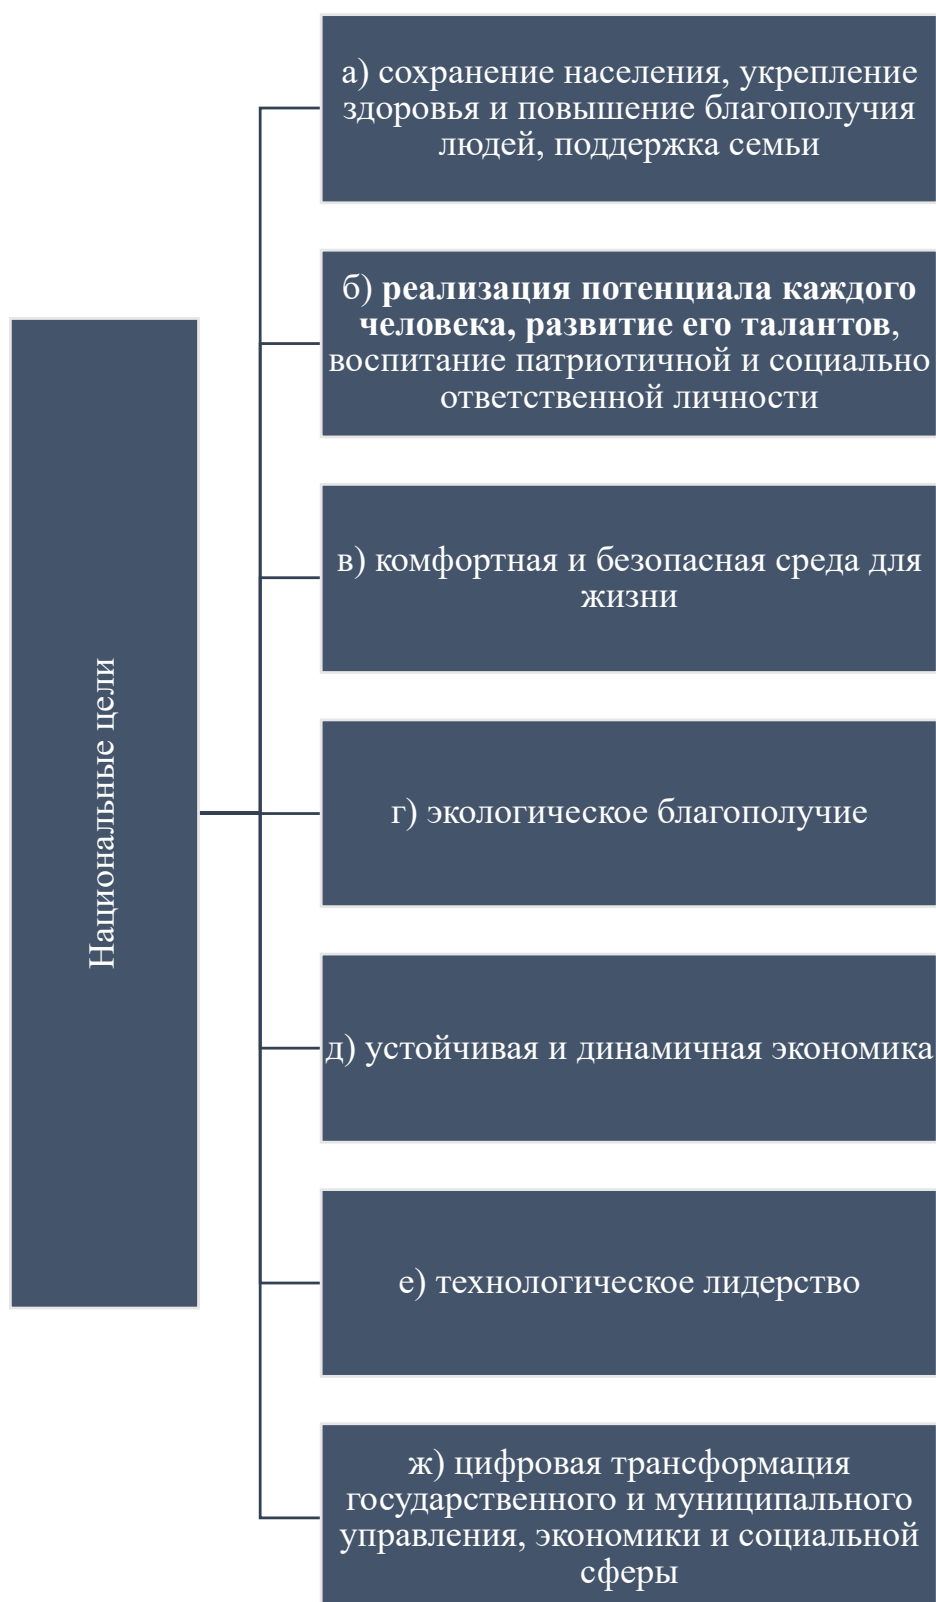 Национальные цели
а) сохранение населения, укрепление
здоровья и повышение благополучия
людей, поддержка семьи
б) реализация потенциала каждого
человека, развитие его талантов,
воспитание патриотичной и социально
ответственной личности
в) комфортная и безопасная среда для
жизни
г) экологическое благополучие
д) устойчивая и динамичная экономика
е) технологическое лидерство
ж) цифровая трансформация
государственного и муниципального
управления, экономики и социальной
сферы